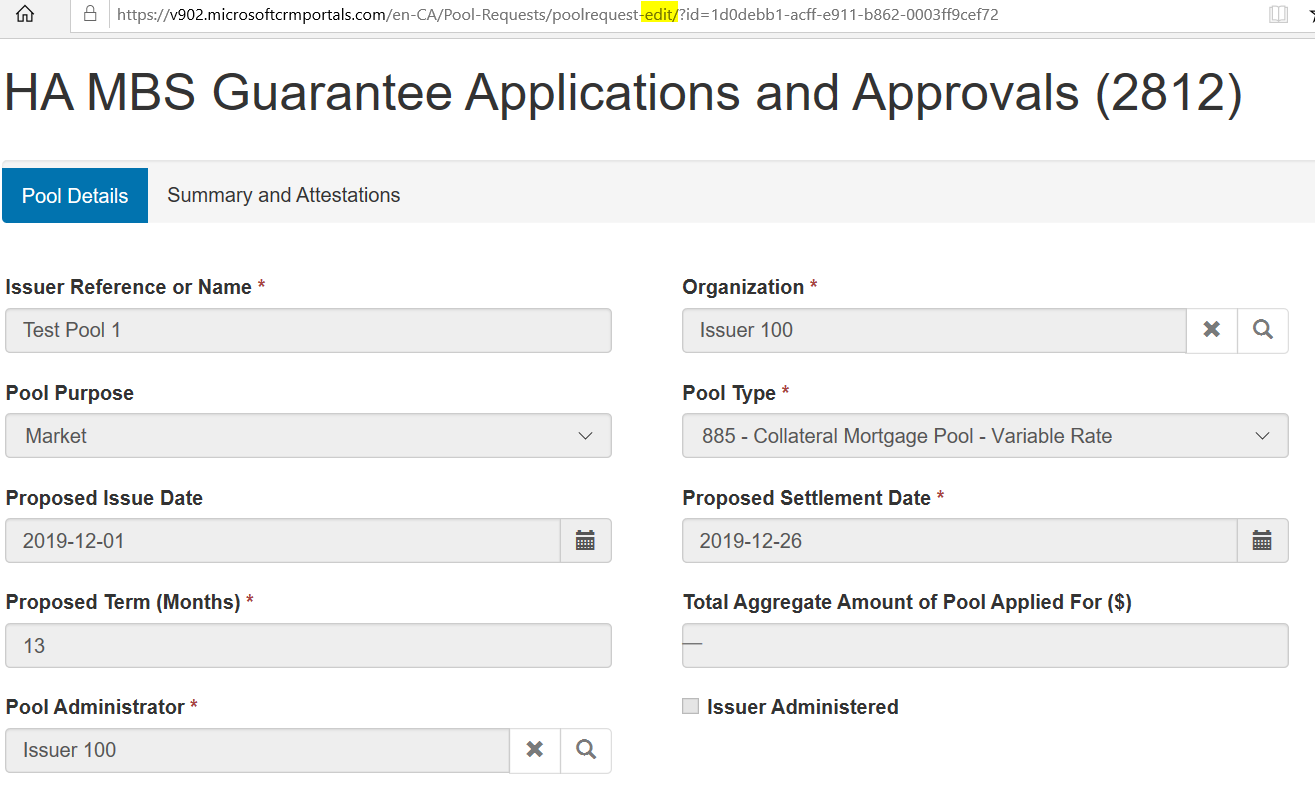 https://v902.microsoftcrmportals.com/en-CA/Pool-Requests/poolrequest-edit/?id=1d0debb1-acff-e911-b862-0003ff9cef72
HA MBS Guarantee Applications and Approvals (2812)
Pool Details Summary and Attestations
Issuer Reference or Name * Organization *
Test Pool 1 Issuer 100
Pool Purpose Pool Type *
Market 885 - Collateral Mortgage Pool - Variable Rate
Proposed Issue Date Proposed Settlement Date *
2019-12-01 2019-12-26
Proposed Term (Months) * Total Aggregate Amount of Pool Applied For ($)
13 —
Pool Administrator * Issuer Administered
Issuer 100